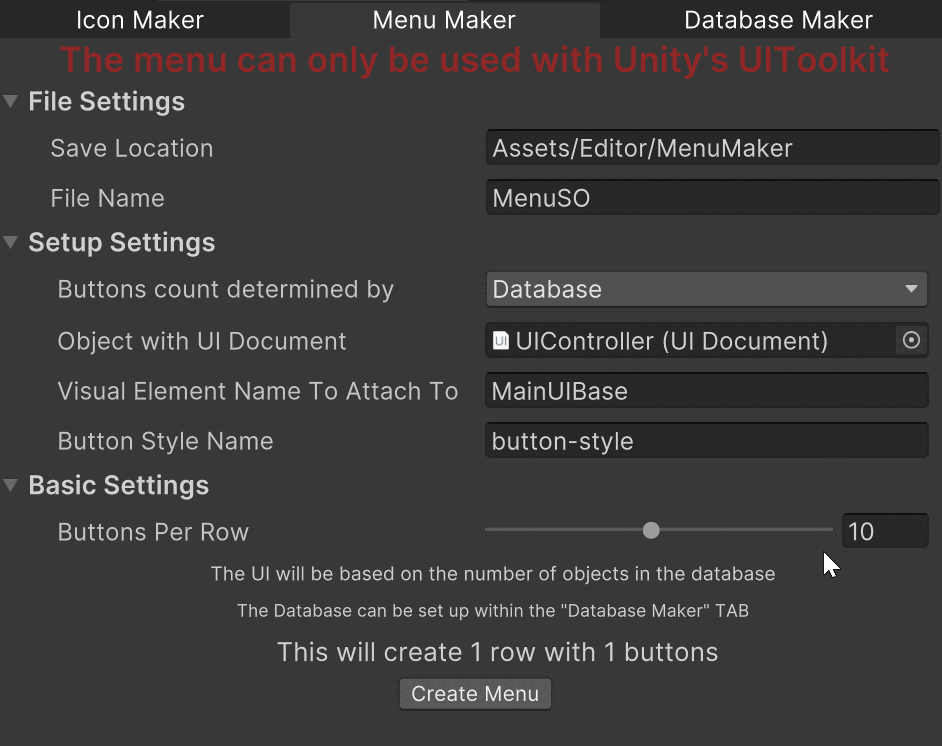 Icon Maker Menu Maker Database Maker
The menu can only be used with Unity's UIToolkit
File Settings
Save Location Assets/Editor/MenuMaker
File Name MenuSO
Setup Settings
Buttons count determined by Database
Object with UI Document UIController (UI Document)
Visual Element Name To Attach To MainUIBase
Button Style Name button-style
Basic Settings
Buttons Per Row 10
The UI will be based on the number of objects in the database
The Database can be set up within the "Database Maker" TAB
This will create 1 row with 1 buttons
Create Menu